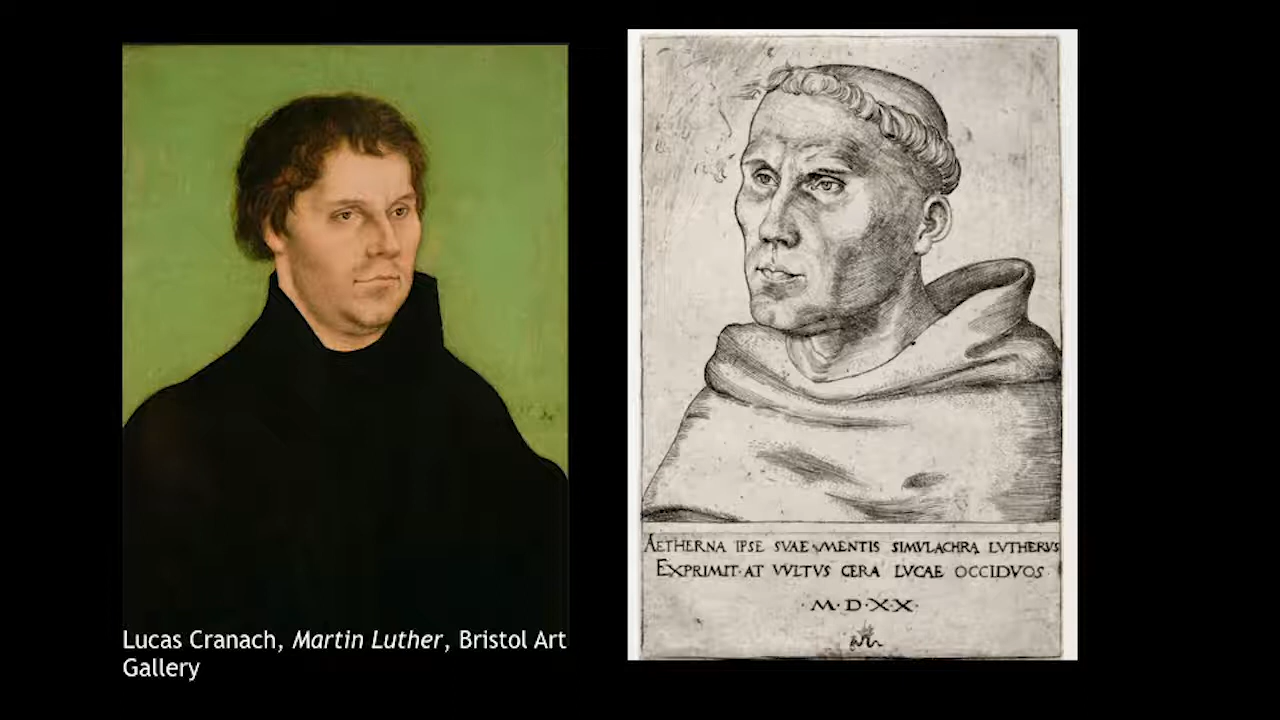 Lucas Cranach, Martin Luther, Bristol Art
Gallery
AETHERNA IPSE SVAE MENTIS SIMVLACHRA LVTHERVS
EXPRIMIT·AT VVLTVS CERA LVCAE OCCIDVOS·
·M·D·XX·